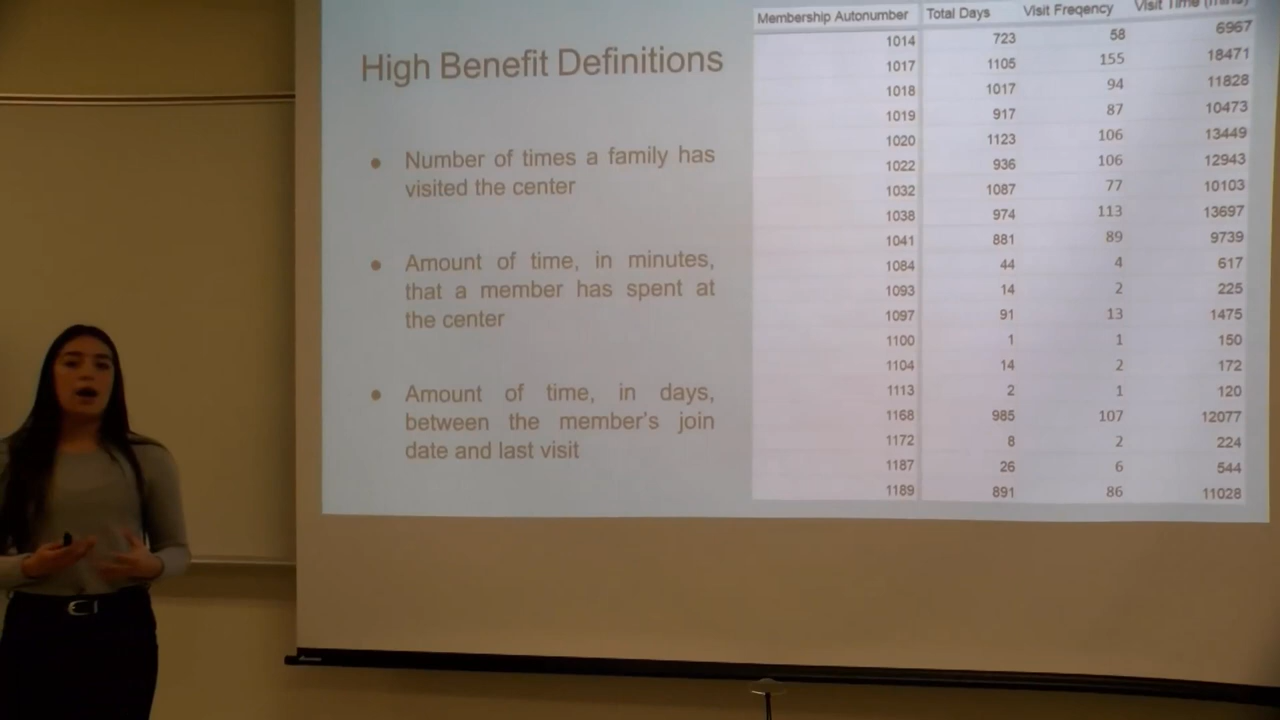 High Benefit Definitions
● Number of times a family has
visited the center
● Amount of time, in minutes,
that a member has spent at
the center
● Amount of time, in days,
between the member's join
date and last visit
Membership Autonumber Total Days Visit Freqency Visit Time (mins)
1014 723 58 6967
1017 1105 155 18471
1018 1017 94 11828
1019 917 87 10473
1020 1123 106 13449
1022 936 106 12943
1032 1087 77 10103
1038 974 113 13697
1041 881 89 9739
1084 44 4 617
1093 14 2 225
1097 91 13 1475
1100 1 1 150
1104 14 2 172
1113 2 1 120
1168 985 107 12077
1172 8 2 224
1187 26 6 544
1189 891 86 11028